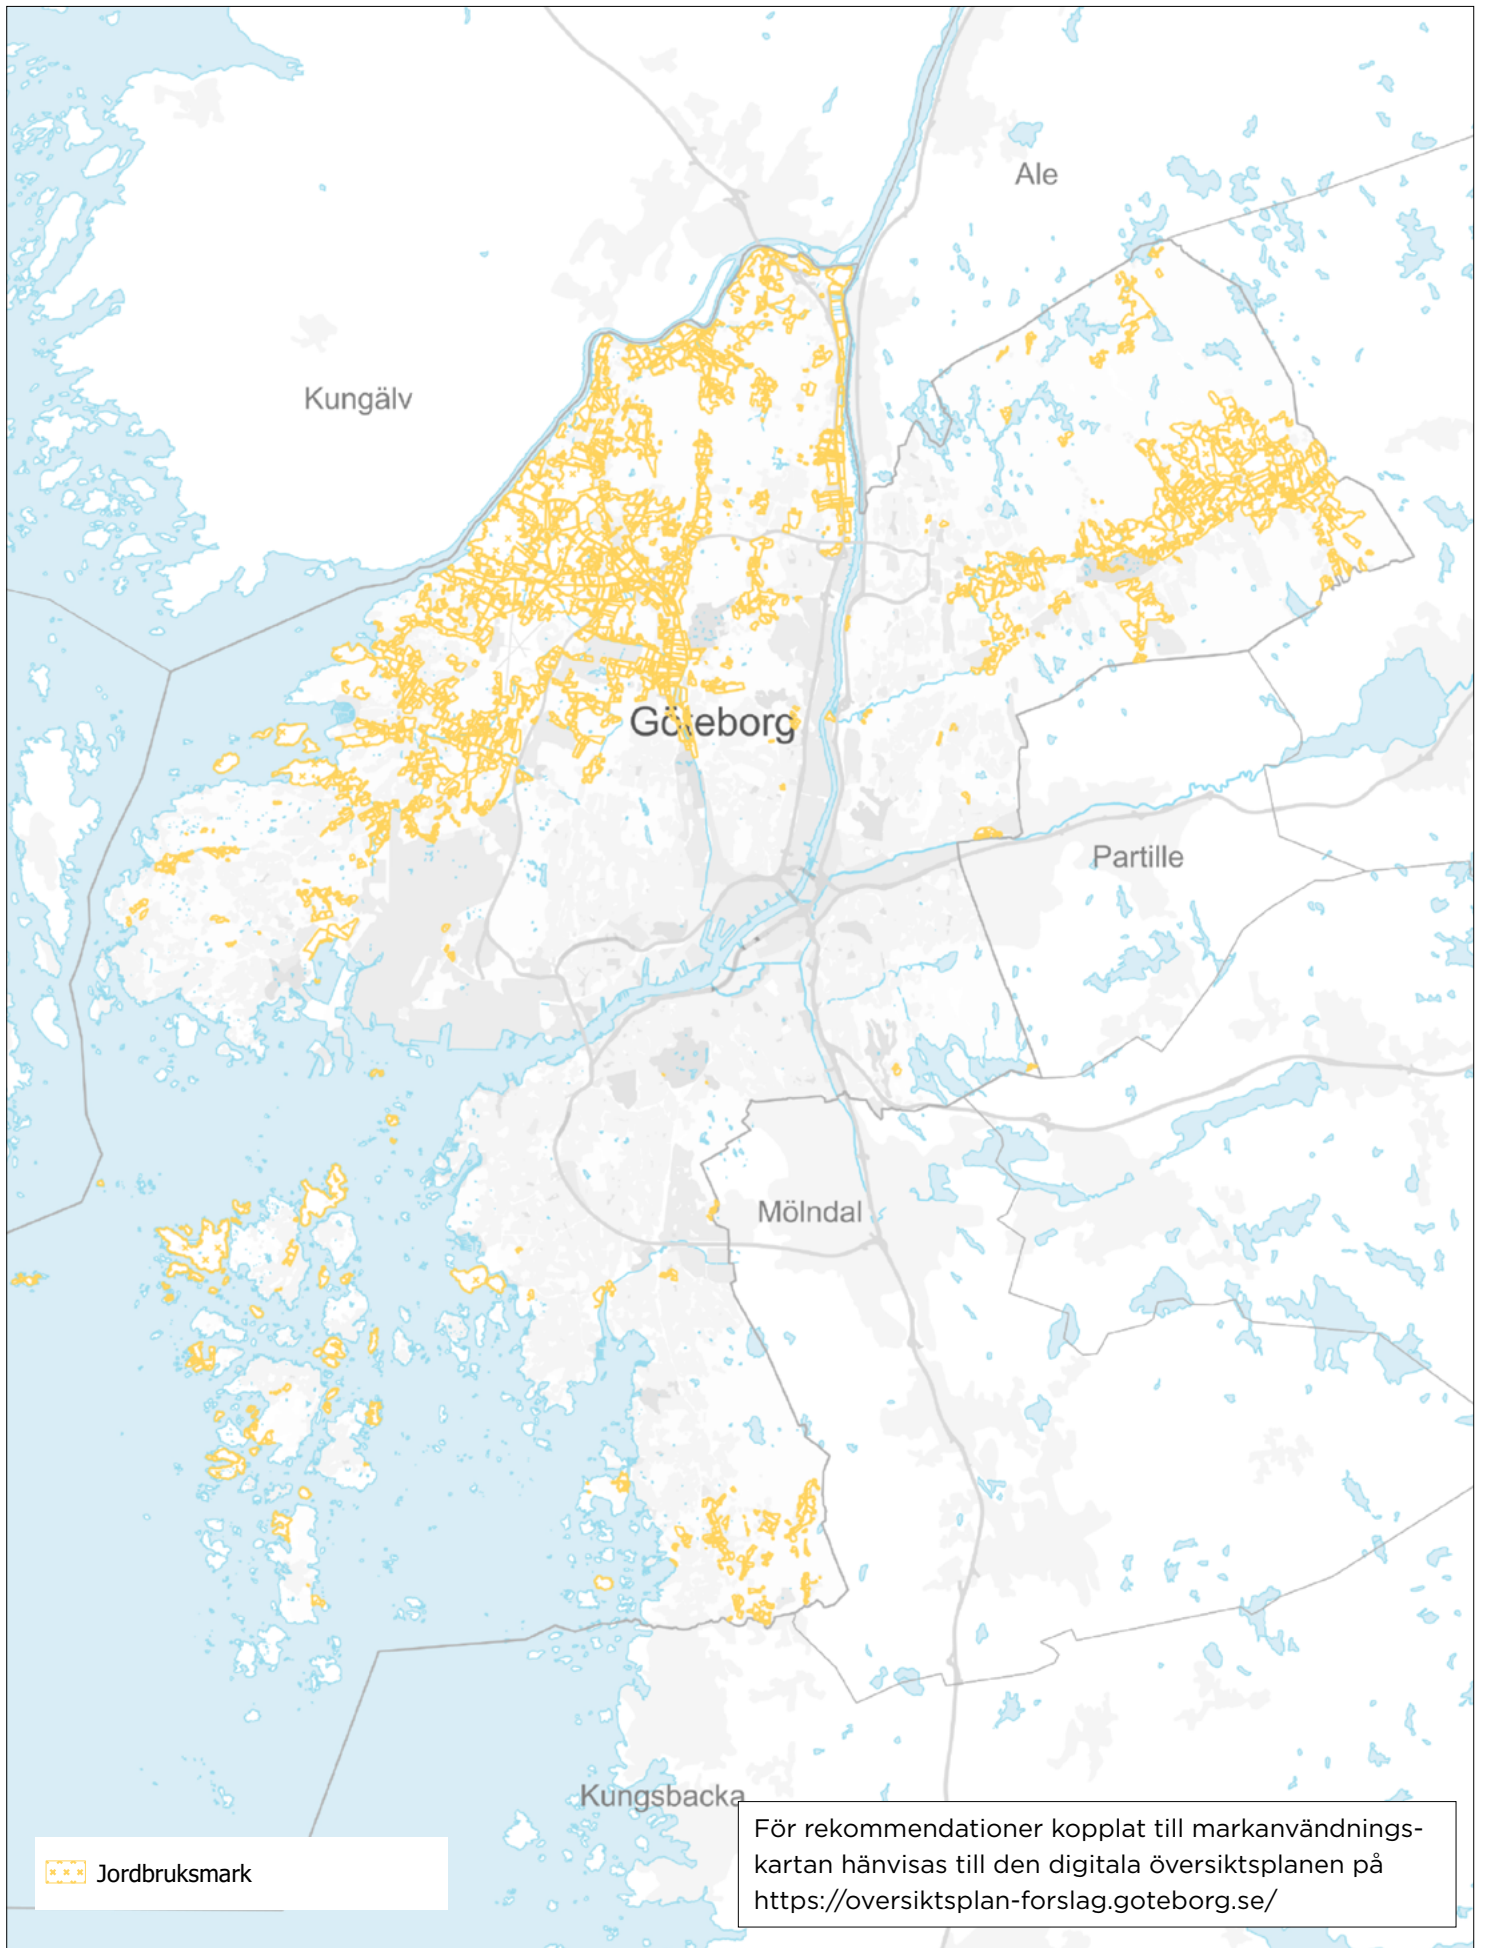 Ale
Kungälv
Göteborg
Partille
Mölndal
Kungsbacka
För rekommendationer kopplat till markanvändnings-
kartan hänvisas till den digitala översiktsplanen på
https://oversiktsplan-forslag.goteborg.se/
Jordbruksmark